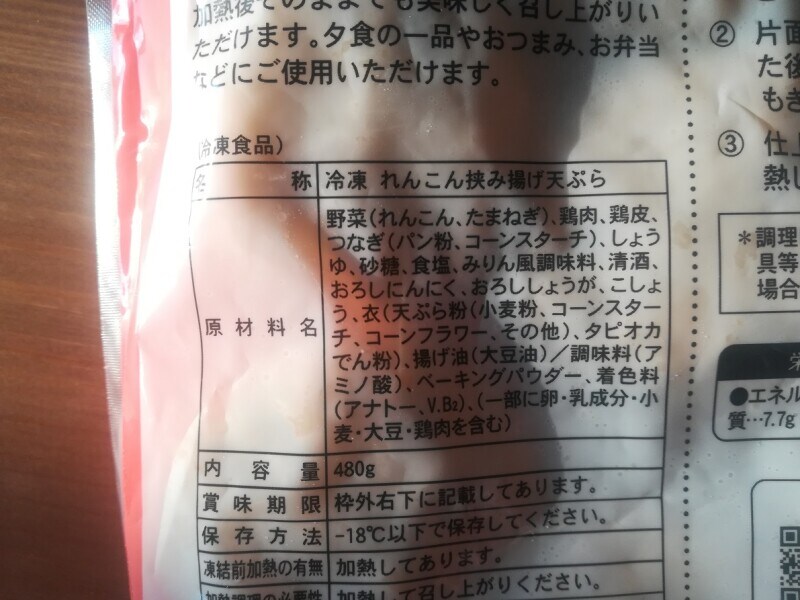 加熱後そのままでも美味しく召し上がりい
ただけます。夕食の一品やおつまみ、お弁当
などにご使用いただけます。
(冷凍食品)
名 称 冷凍 れんこん挟み揚げ天ぷら
原材料名
野菜(れんこん、たまねぎ)、鶏肉、鶏皮、
つなぎ(パン粉、コーンスターチ)、しょう
ゆ、砂糖、食塩、みりん風調味料、清酒、
おろしにんにく、おろししょうが、こしょ
う、衣(天ぷら粉(小麦粉、コーンスター
チ、コーンフラワー、その他)、タピオカ
でん粉)、揚げ油(大豆油)/調味料(ア
ミノ酸)、ベーキングパウダー、着色料
(アナトー、V.B₂)、(一部に卵・乳成分・小
麦・大豆・鶏肉を含む)
内容量 480g
賞味期限 枠外右下に記載してあります。
保存方法 -18℃以下で保存してください。
凍結前加熱の有無 加熱してあります。
加熱調理の必要性 加熱して召し上がりください。
② 片面
た後
もき
③ 仕上
熱し
*調理
具等
場合
栄
●エネル
質…7.7g